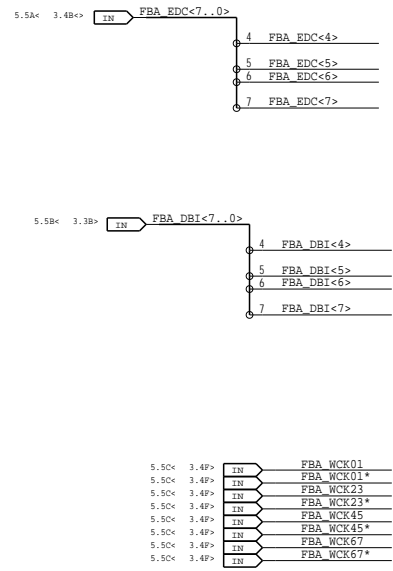 5.5A< 3.4B<> IN FBA_EDC<7..0>
4 FBA_EDC<4>
5 FBA_EDC<5>
6 FBA_EDC<6>
7 FBA_EDC<7>
5.5B< 3.3B> IN FBA_DBI<7..0>
4 FBA_DBI<4>
5 FBA_DBI<5>
6 FBA_DBI<6>
7 FBA_DBI<7>
5.5C< 3.4F> IN FBA_WCK01
5.5C< 3.4F> IN FBA_WCK01*
5.5C< 3.4F> IN FBA_WCK23
5.5C< 3.4F> IN FBA_WCK23*
5.5C< 3.4F> IN FBA_WCK45
5.5C< 3.4F> IN FBA_WCK45*
5.5C< 3.4F> IN FBA_WCK67
5.5C< 3.4F> IN FBA_WCK67*